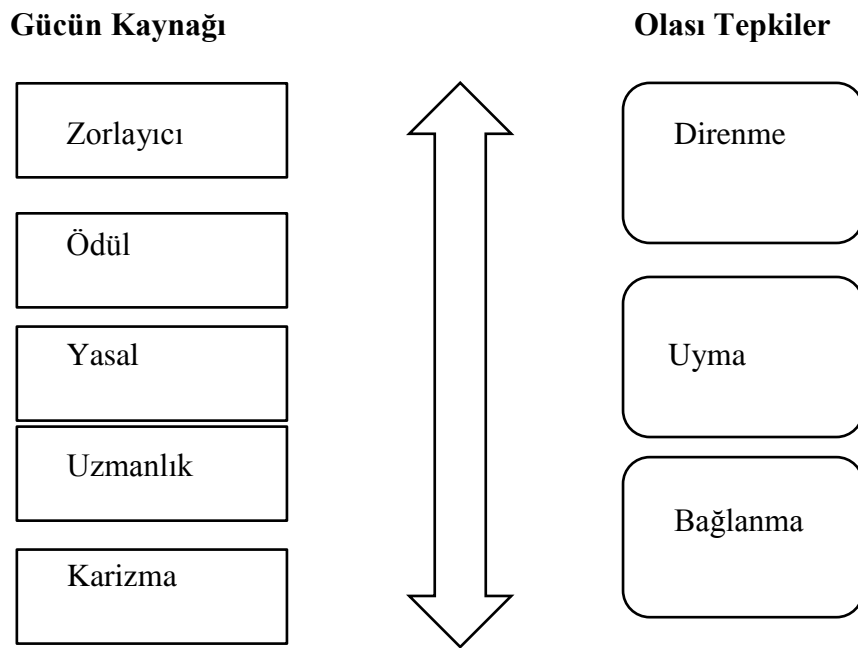 Gücün Kaynağı
Olası Tepkiler
Zorlayıcı
Direnme
Ödül
Yasal
Uyma
Uzmanlık
Bağlanma
Karizma